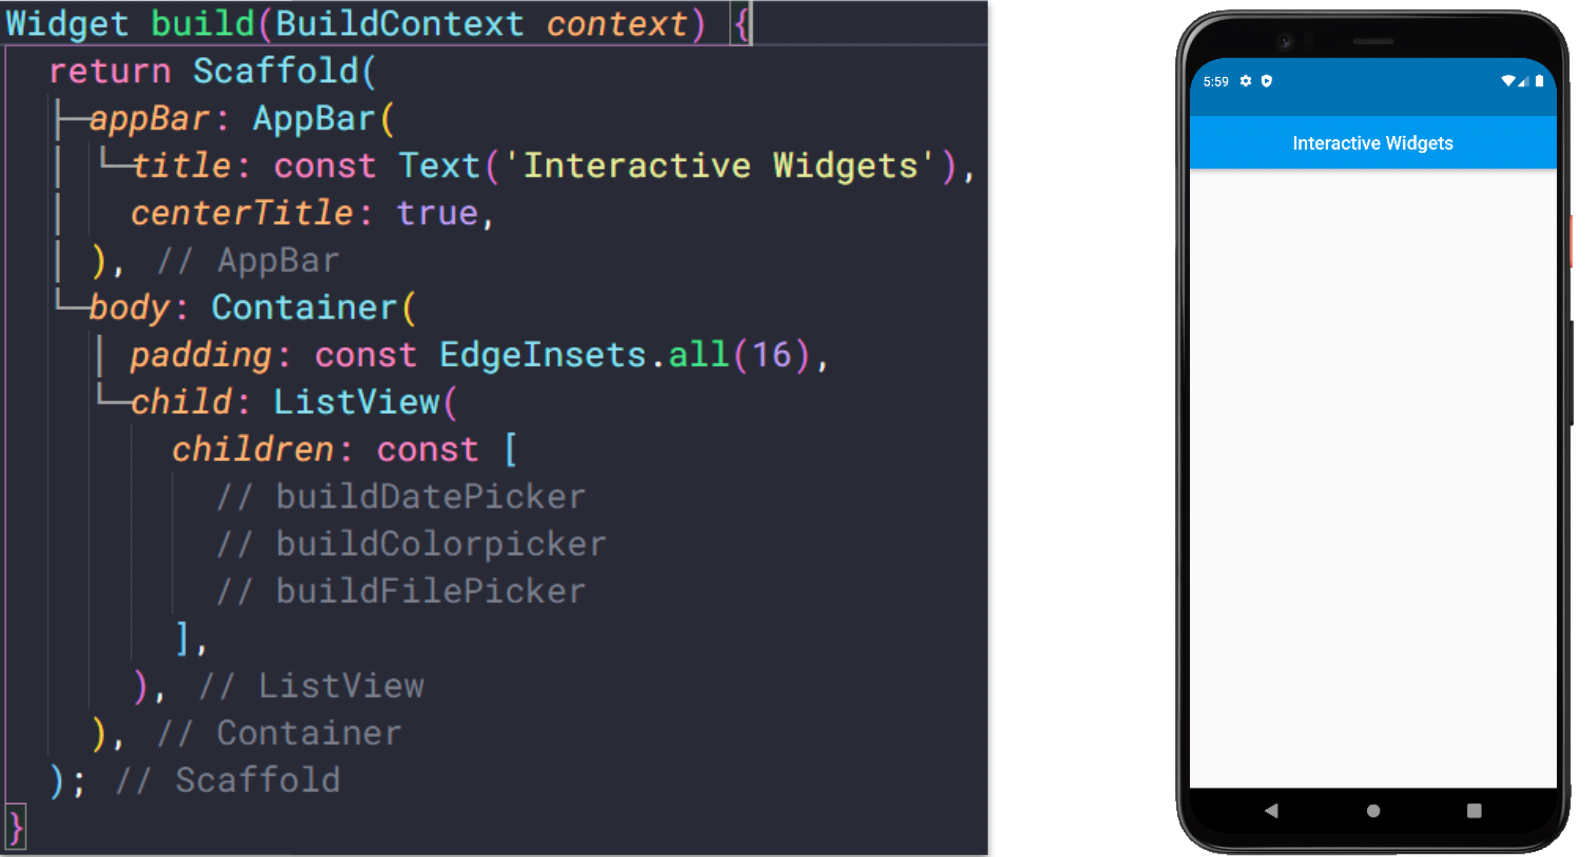 Widget build(BuildContext context) {
return Scaffold(
appBar: AppBar(
title: const Text('Interactive Widgets'),
centerTitle: true,
), // AppBar
body: Container(
padding: const EdgeInsets.all(16),
child: ListView(
children: const [
// buildDatePicker
// buildColorpicker
// buildFilePicker
],
), // ListView
), // Container
); // Scaffold
}
5:59
Interactive Widgets